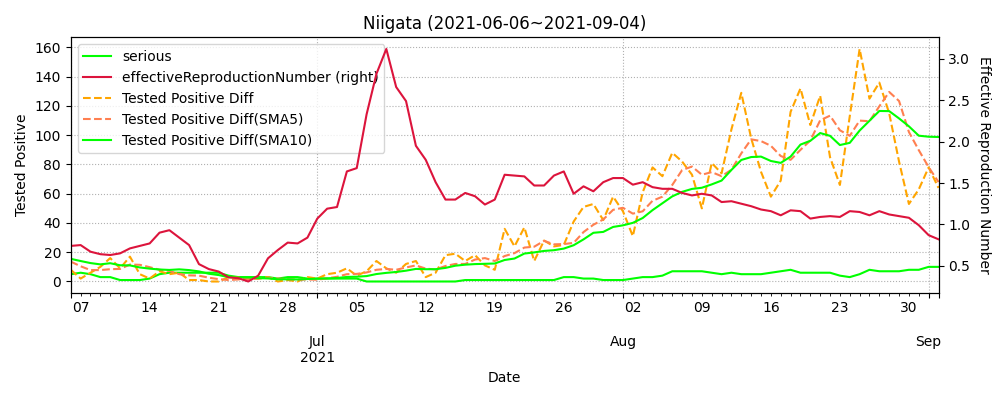 Niigata (2021-06-06~2021-09-04)
serious
effectiveReproductionNumber (right)
Tested Positive Diff
Tested Positive Diff(SMA5)
Tested Positive Diff(SMA10)
Tested Positive
160
140
120
100
80
60
40
20
0
3.0
2.5
2.0
1.5
1.0
0.5
Effective Reproduction Number
07 14 21 28 05 12 19 26 02 09 16 23 30
Jul Aug Sep
2021
Date